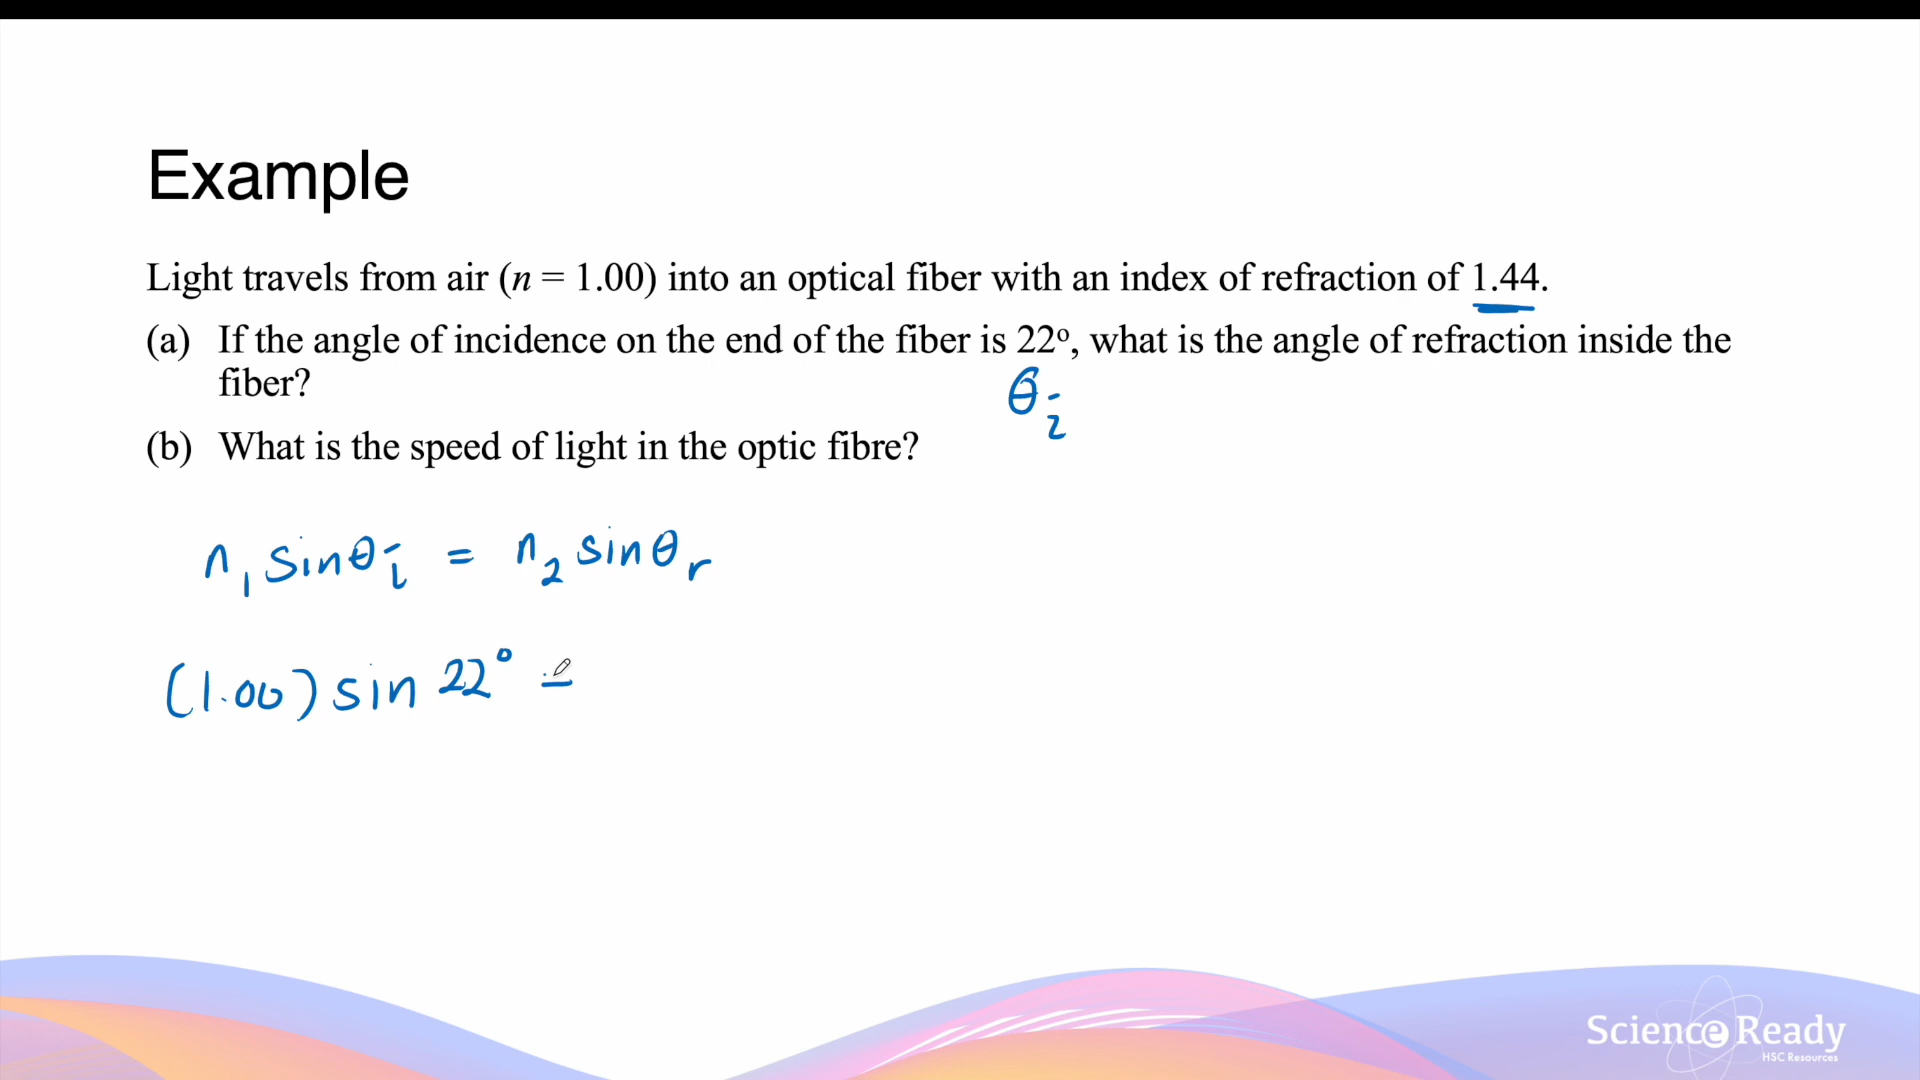 Example
Light travels from air (n = 1.00) into an optical fiber with an index of refraction of 1.44.
(a) If the angle of incidence on the end of the fiber is 22º, what is the angle of refraction inside the
fiber?
θi
(b) What is the speed of light in the optic fibre?
n₁ sinθi = n₂ sinθr
(1.00) sin 22° =
Science Ready
HSC Resources